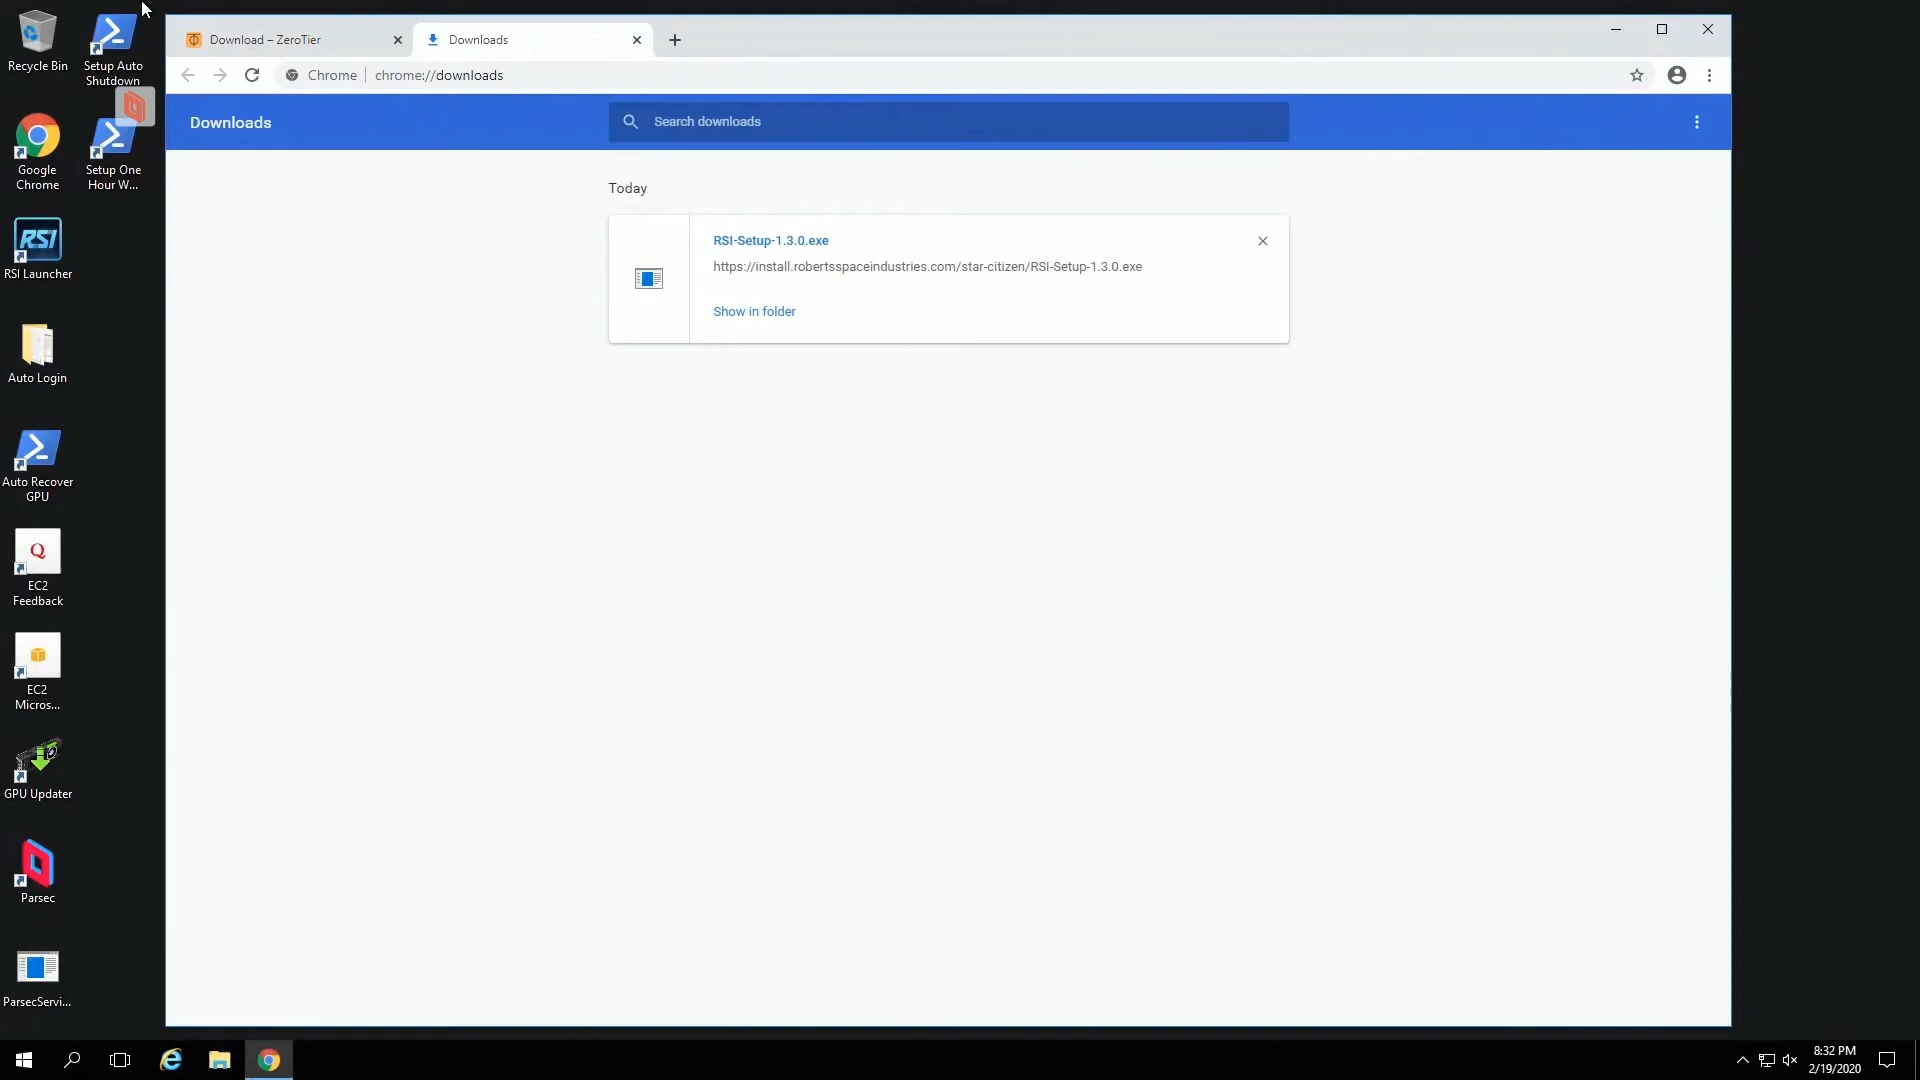 Recycle Bin
Setup Auto
Shutdown
Google
Chrome
Setup One
Hour W...
RSI
RSI Launcher
Auto Login
Auto Recover
GPU
Q
EC2
Feedback
EC2
Micros...
GPU Updater
Parsec
ParsecServi...
Download – ZeroTier
Downloads
Chrome
chrome://downloads
Downloads
Search downloads
Today
RSI-Setup-1.3.0.exe
https://install.robertsspaceindustries.com/star-citizen/RSI-Setup-1.3.0.exe
Show in folder
8:32 PM
2/19/2020